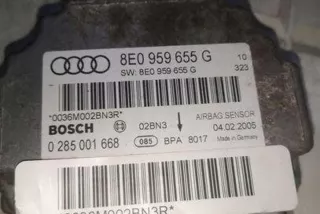 8E0 959 655 G
10
SW: 8E0 959 655 G
323
*0036M002BN3R*
BOSCH
02BN3
AIRBAG SENSOR
04.02.2005
0 285 001 668
085
BPA 8017
Made in Germany
*0036M002BN3R*